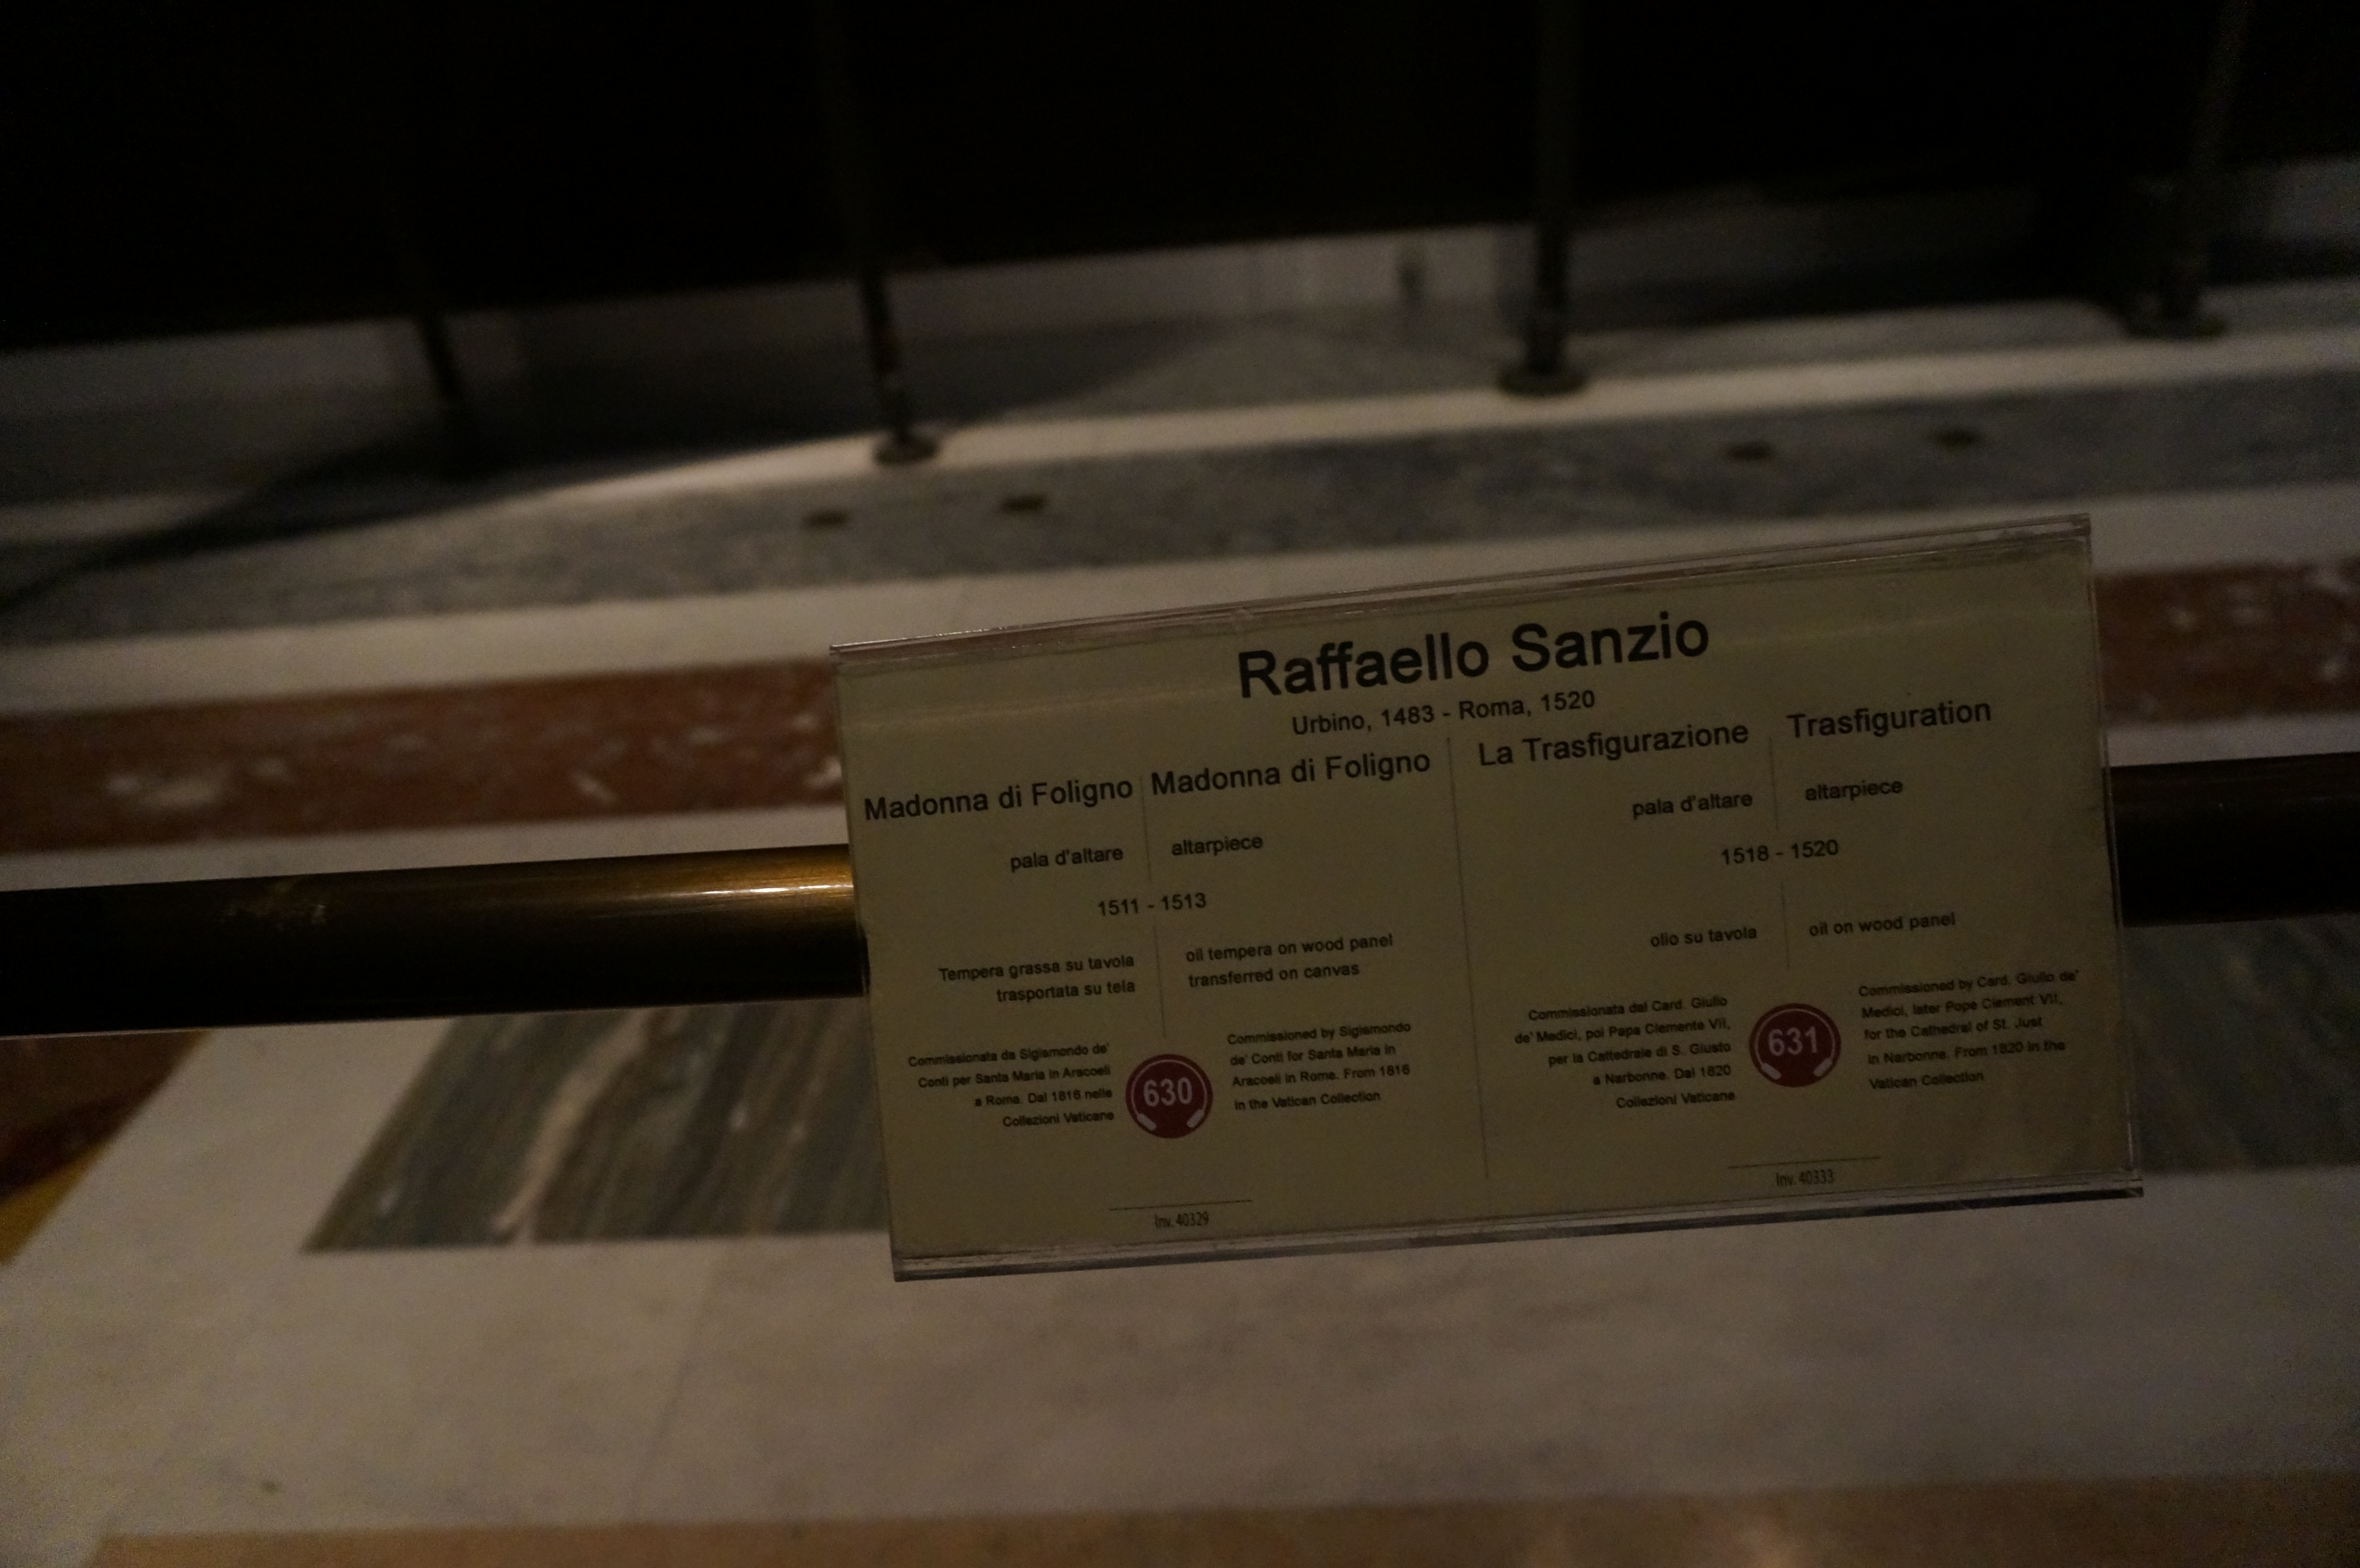 Raffaello Sanzio
Urbino, 1483 - Roma, 1520
Madonna di Foligno
Madonna di Foligno
pala d'altare
altarpiece
1511 - 1513
Tempera grassa su tavola
trasportata su tela
oil tempera on wood panel
transferred on canvas
Commissionata da Sigismondo de'
Conti per Santa Maria in Aracoeli
a Roma. Dal 1816 nelle
Collezioni Vaticane
630
Commissioned by Sigismondo
de' Conti for Santa Maria in
Aracoeli in Rome. From 1816
in the Vatican Collection
Inv. 40329
La Trasfigurazione
Trasfiguration
pala d'altare
altarpiece
1518 - 1520
olio su tavola
oil on wood panel
Commissionata dal Card. Giulio
de' Medici, poi Papa Clemente VII,
per la Cattedrale di S. Giusto
a Narbonne. Dal 1820
Collezioni Vaticane
631
Commissioned by Card. Giulio de'
Medici, later Pope Clement VII,
for the Cathedral of St. Just
in Narbonne. From 1820 in the
Vatican Collection
Inv. 40333